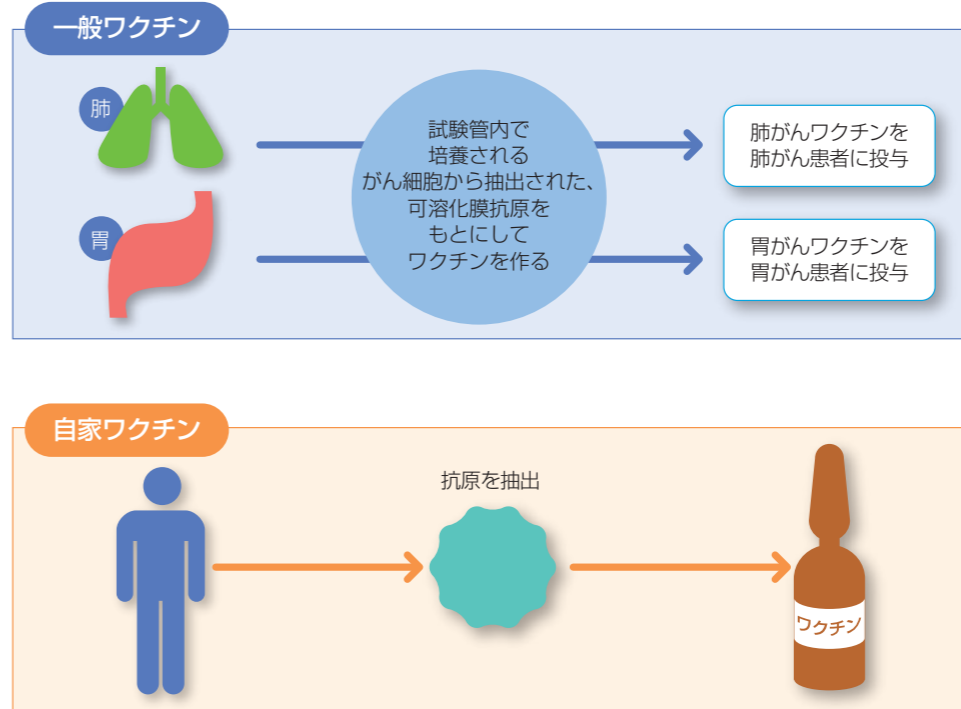 一般ワクチン
肺
試験管内で
培養される
がん細胞から抽出された、
可溶化膜抗原を
もとにして
ワクチンを作る
肺がんワクチンを
肺がん患者に投与
胃
胃がんワクチンを
胃がん患者に投与
自家ワクチン
抗原を抽出
ワクチン